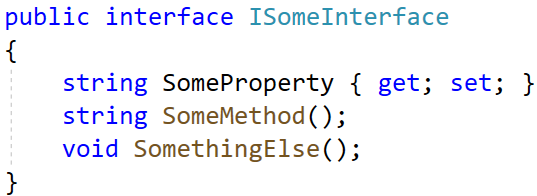 public interface ISomeInterface
{
    string SomeProperty { get; set; }
    string SomeMethod();
    void SomethingElse();
}